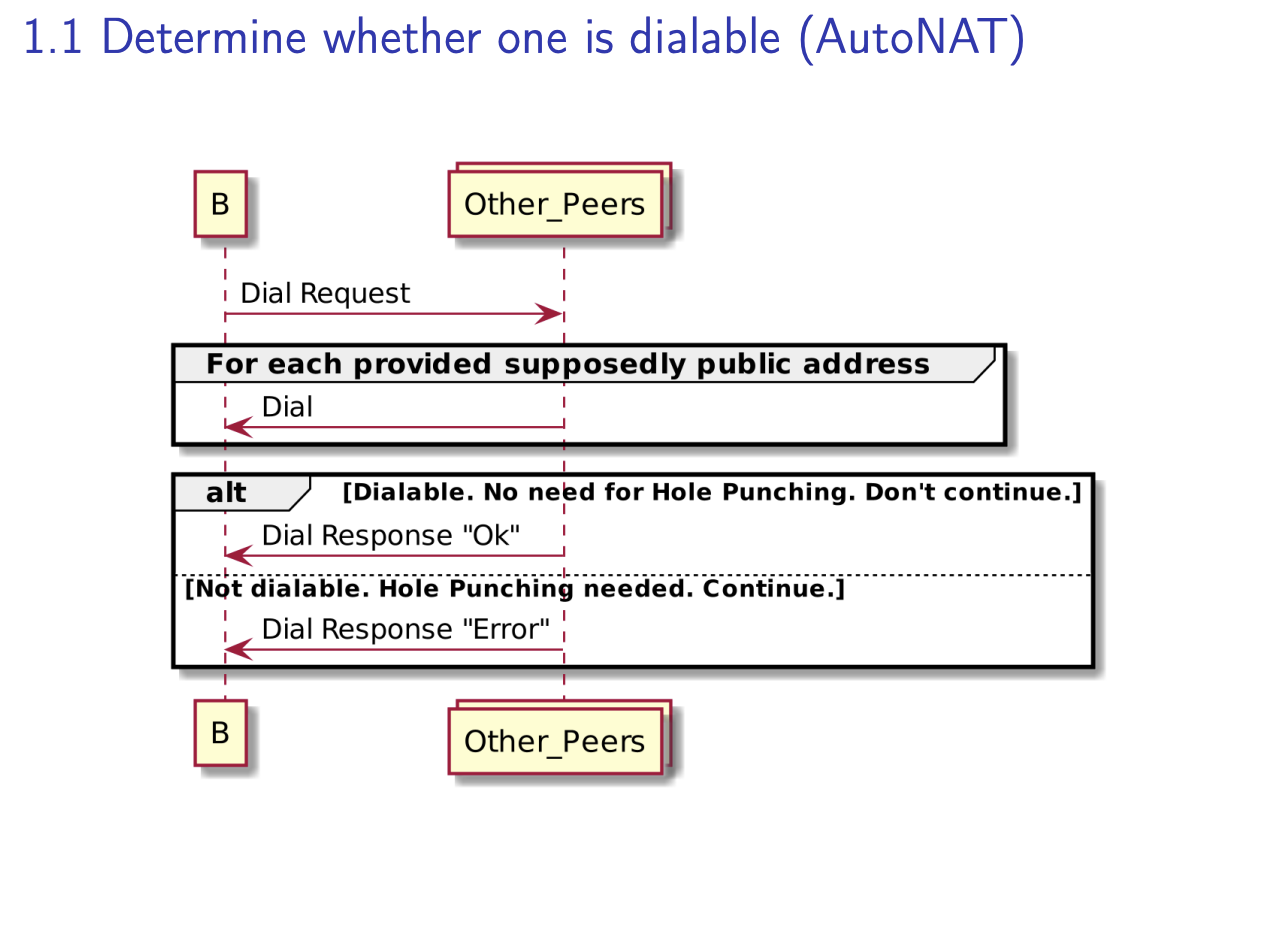 1.1 Determine whether one is dialable (AutoNAT)
B
Other_Peers
Dial Request
For each provided supposedly public address
Dial
alt
[Dialable. No need for Hole Punching. Don't continue.]
Dial Response "Ok"
[Not dialable. Hole Punching needed. Continue.]
Dial Response "Error"
B
Other_Peers